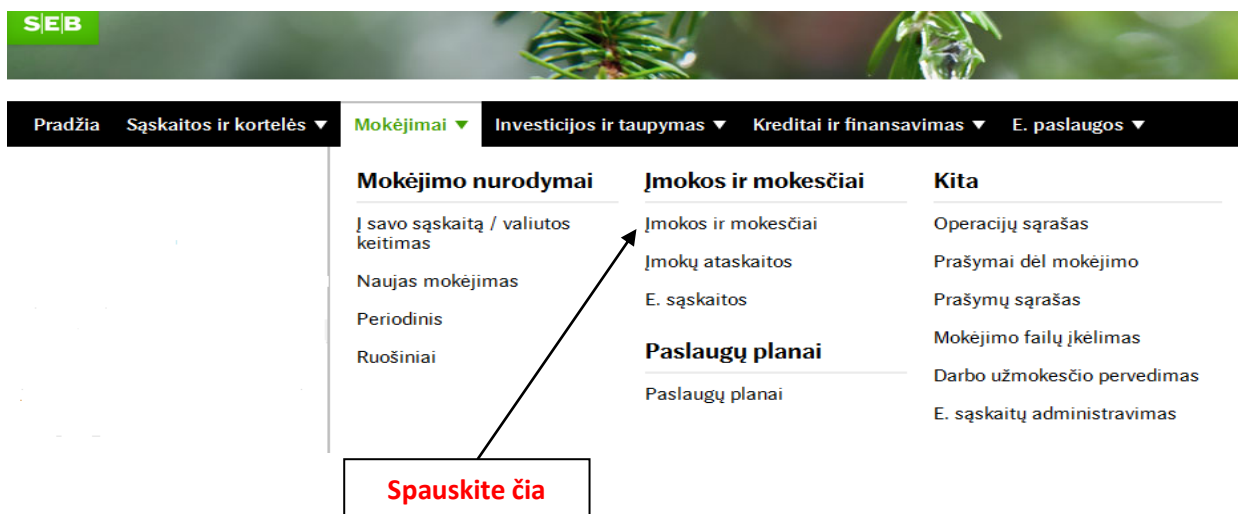 S|E|B
Pradžia Sąskaitos ir kortelės ▼ Mokėjimai ▼ Investicijos ir taupymas ▼ Kreditai ir finansavimas ▼ E. paslaugos ▼
Mokėjimo nurodymai
Į savo sąskaitą / valiutos
keitimas
Naujas mokėjimas
Periodinis
Ruošiniai
Įmokos ir mokesčiai
Įmokos ir mokesčiai
Įmokų ataskaitos
E. sąskaitos
Paslaugų planai
Paslaugų planai
Kita
Operacijų sąrašas
Prašymai dėl mokėjimo
Prašymų sąrašas
Mokėjimo failų įkėlimas
Darbo užmokesčio pervedimas
E. sąskaitų administravimas
Spauskite čia